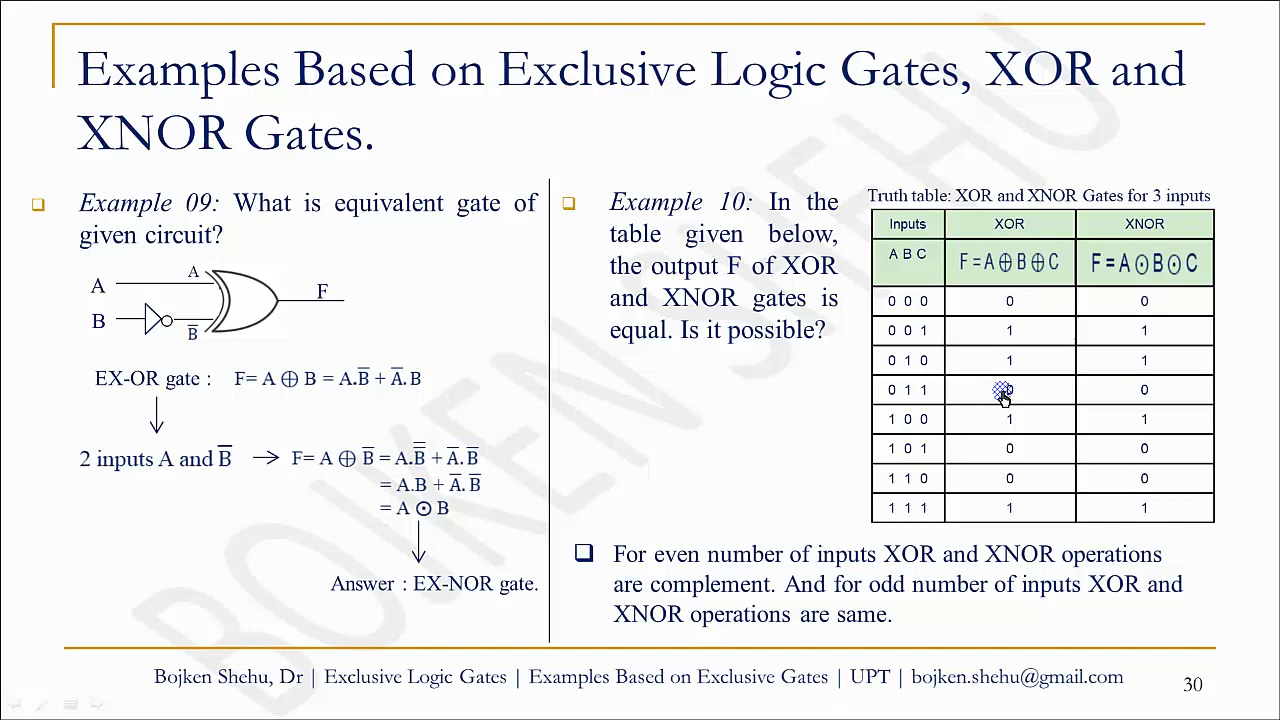 Examples Based on Exclusive Logic Gates, XOR and
XNOR Gates.
Example 09: What is equivalent gate of
given circuit?
A
A
F
B
B̅
EX-OR gate : F= A ⊕ B = A.B̅ + A̅.B
2 inputs A and B̅ → F= A ⊕ B̅ = A.B̿ + A̅.B̅
= A.B + A̅.B̅
= A ⊙ B
Answer : EX-NOR gate.
Example 10: In the
table given below,
the output F of XOR
and XNOR gates is
equal. Is it possible?
Truth table: XOR and XNOR Gates for 3 inputs
Inputs XOR XNOR
A B C F=A⊕B⊕C F=A⊙B⊙C
0 0 0 0 0
0 0 1 1 1
0 1 0 1 1
0 1 1 0 0
1 0 0 1 1
1 0 1 0 0
1 1 0 0 0
1 1 1 1 1
For even number of inputs XOR and XNOR operations
are complement. And for odd number of inputs XOR and
XNOR operations are same.
Bojken Shehu, Dr | Exclusive Logic Gates | Examples Based on Exclusive Gates | UPT | bojken.shehu@gmail.com
30
BOJKEN SHEHU